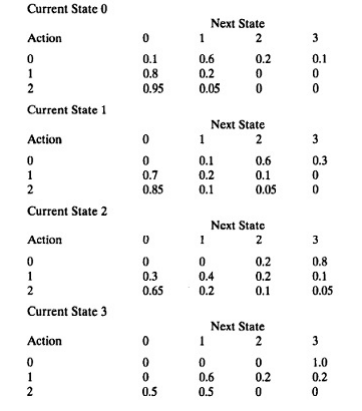 Current State 0
Next State
Action 0 1 2 3
0 0.1 0.6 0.2 0.1
1 0.8 0.2 0 0
2 0.95 0.05 0 0
Current State 1
Next State
Action 0 1 2 3
0 0 0.1 0.6 0.3
1 0.7 0.2 0.1 0
2 0.85 0.1 0.05 0
Current State 2
Next State
Action 0 1 2 3
0 0 0 0.2 0.8
1 0.3 0.4 0.2 0.1
2 0.65 0.2 0.1 0.05
Current State 3
Next State
Action 0 1 2 3
0 0 0 0 1.0
1 0 0.6 0.2 0.2
2 0.5 0.5 0 0